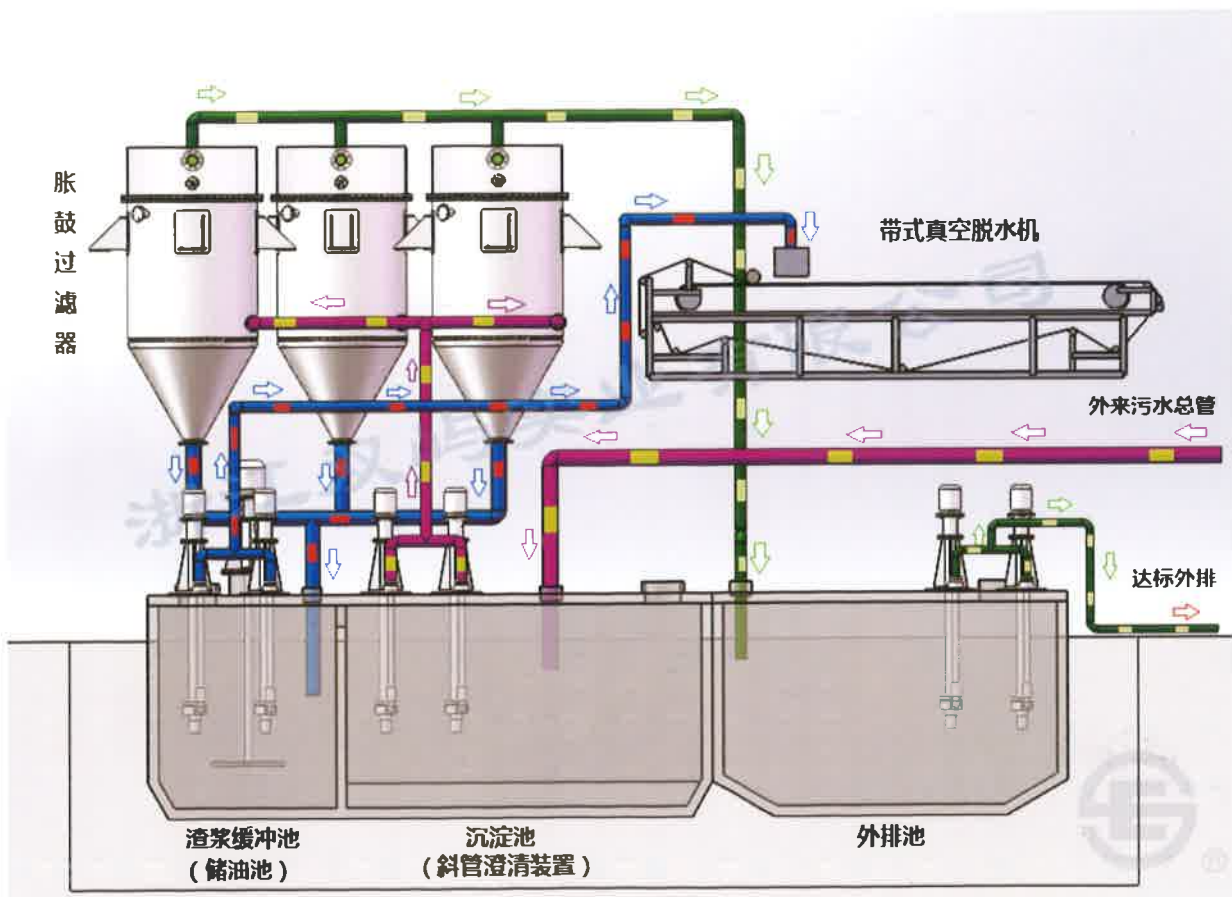 胀鼓过滤器
带式真空脱水机
外来污水总管
达标外排
渣浆缓冲池
（储油池）
沉淀池
（斜管澄清装置）
外排池